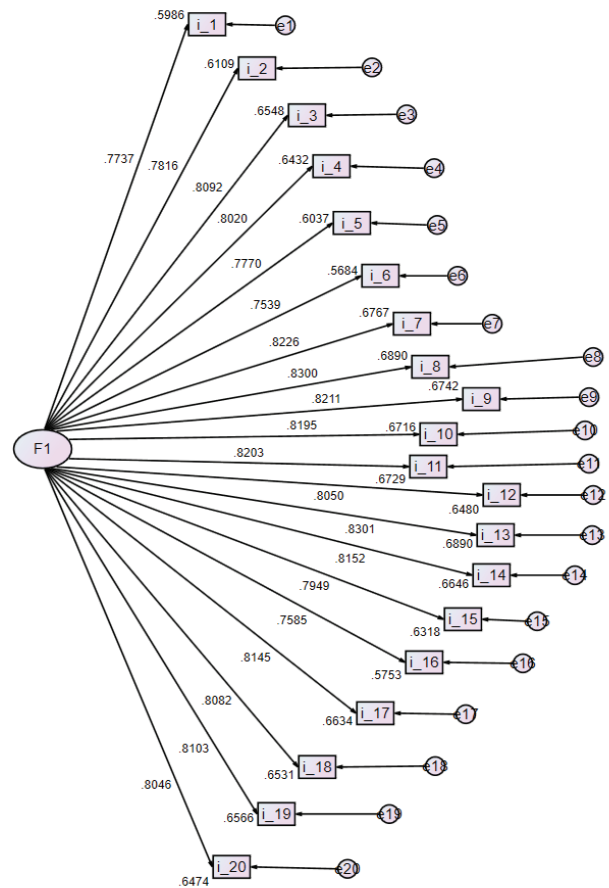 .5986 i_1 e1
.6109 i_2 e2
.6548 i_3 e3
.6432 i_4 e4
.7737 .7816 .8092
.8020 .6037 i_5 e5
.7770 .5684 i_6 e6
.7539
.6767 i_7 e7
.8226
.6890 i_8 e8
.8300
.6742 i_9 e9
.8211
.8195 .6716 i_10 e10
F1
.8203 i_11 e11
.6729 i_12 e12
.8050 .6480
i_13 e13
.8301 .6890
.8152 i_14 e14
.6646
.7949 i_15 e15
.7585 .6318
i_16 e16
.8145 .5753
.8082 i_17 e17
.6634
.8103 i_18 e18
.8046 .6531
i_19 e19
.6566
i_20 e20
.6474